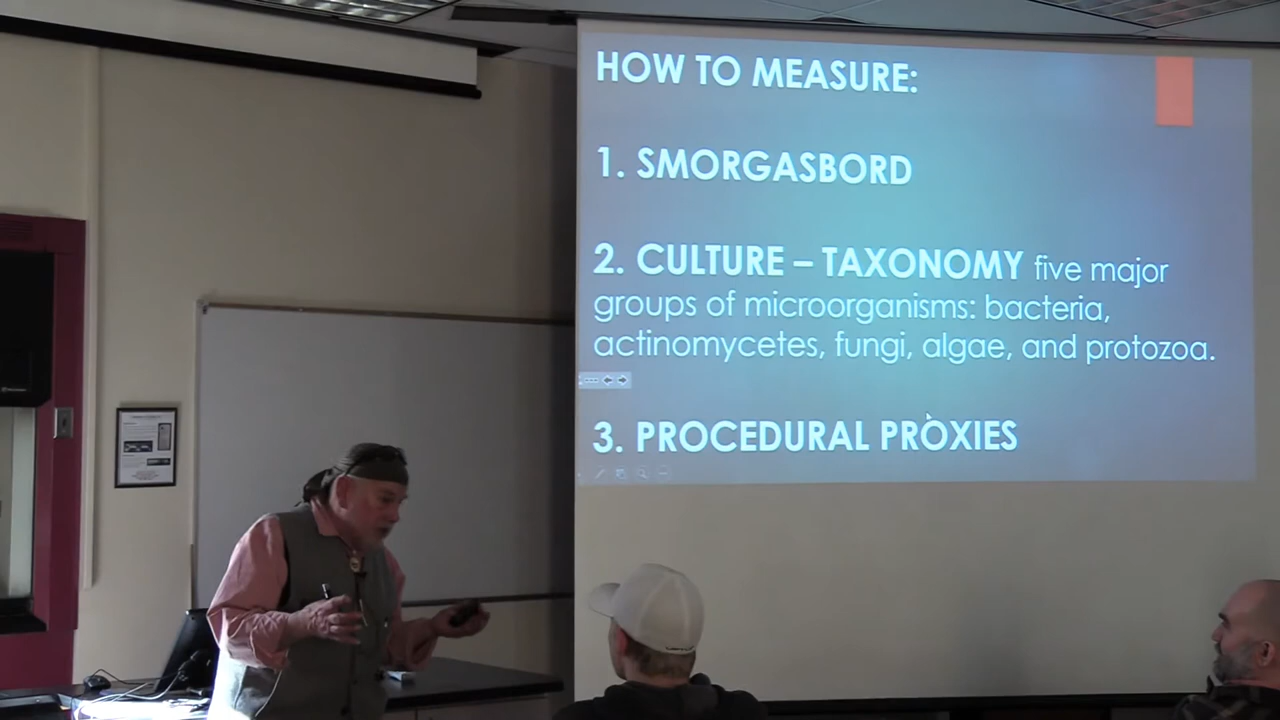 HOW TO MEASURE:
1. SMORGASBORD
2. CULTURE – TAXONOMY five major
groups of microorganisms: bacteria,
actinomycetes, fungi, algae, and protozoa.
3. PROCEDURAL PROXIES